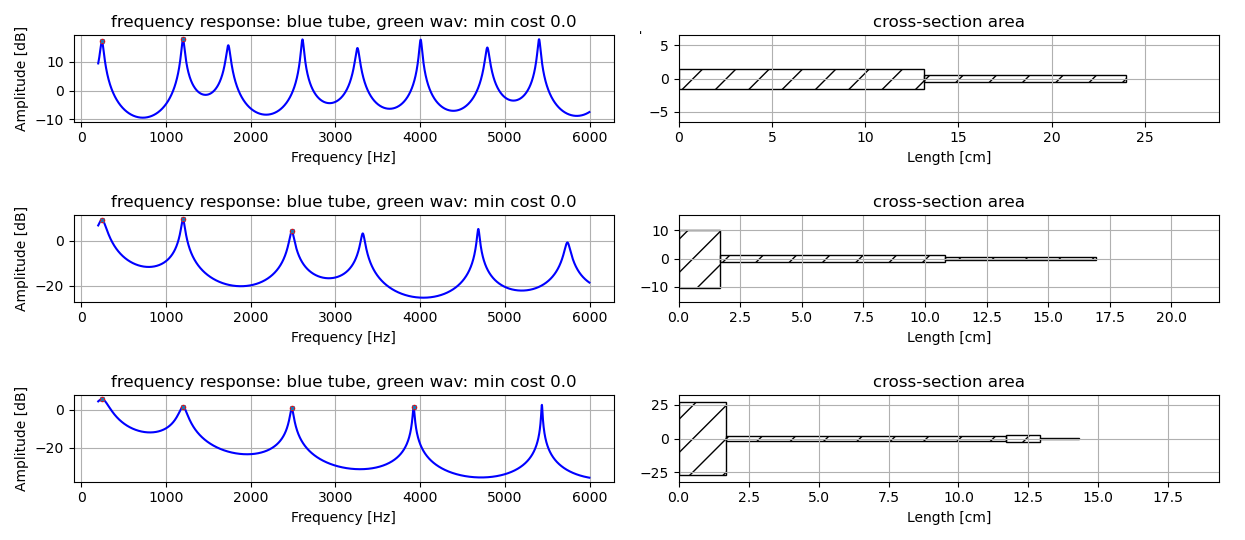 frequency response: blue tube, green wav: min cost 0.0
cross-section area
Amplitude [dB]
10
0
−10
0 1000 2000 3000 4000 5000 6000
Frequency [Hz]
5
0
−5
0 5 10 15 20 25
Length [cm]
frequency response: blue tube, green wav: min cost 0.0
cross-section area
Amplitude [dB]
0
−20
0 1000 2000 3000 4000 5000 6000
Frequency [Hz]
10
0
−10
0.0 2.5 5.0 7.5 10.0 12.5 15.0 17.5 20.0
Length [cm]
frequency response: blue tube, green wav: min cost 0.0
cross-section area
Amplitude [dB]
0
−20
0 1000 2000 3000 4000 5000 6000
Frequency [Hz]
25
0
−25
0.0 2.5 5.0 7.5 10.0 12.5 15.0 17.5
Length [cm]